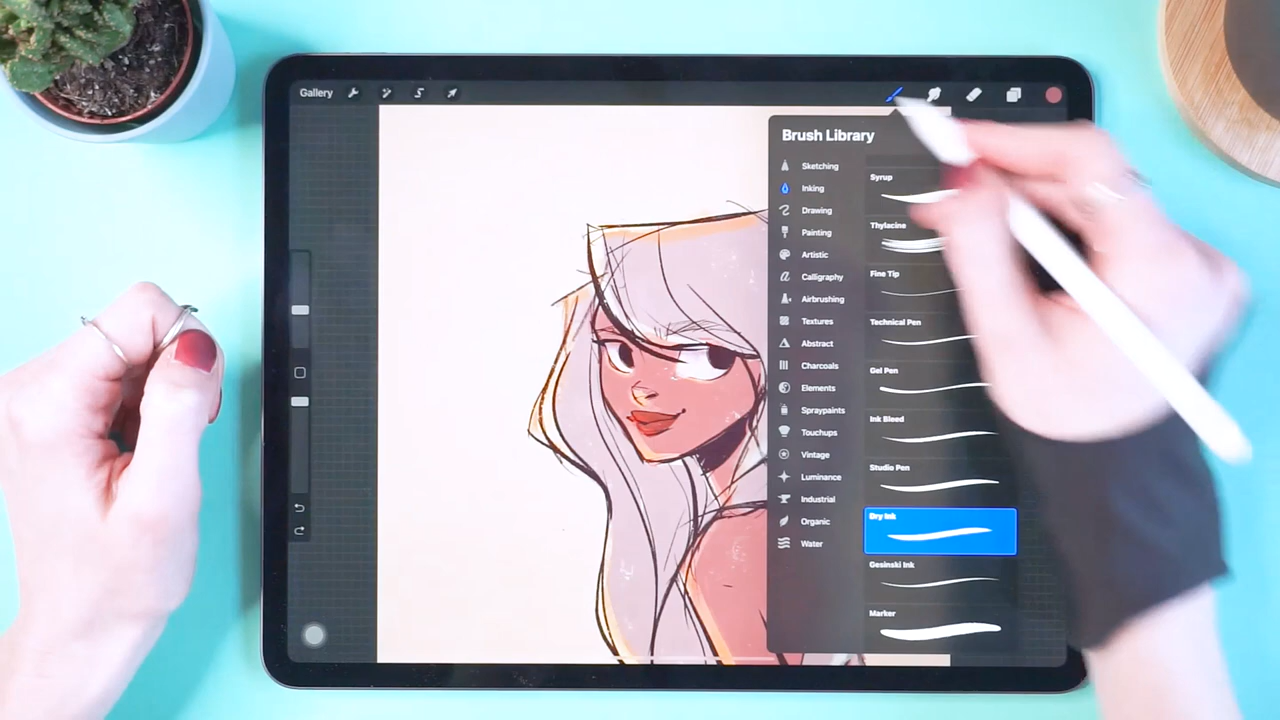 Gallery
Brush Library
Sketching
Inking
Drawing
Painting
Artistic
Calligraphy
Airbrushing
Textures
Abstract
Charcoals
Elements
Spraypaints
Touchups
Vintage
Luminance
Industrial
Organic
Water
Syrup
Thylacine
Fine Tip
Technical Pen
Gel Pen
Ink Bleed
Studio Pen
Dry Ink
Gesinski Ink
Marker